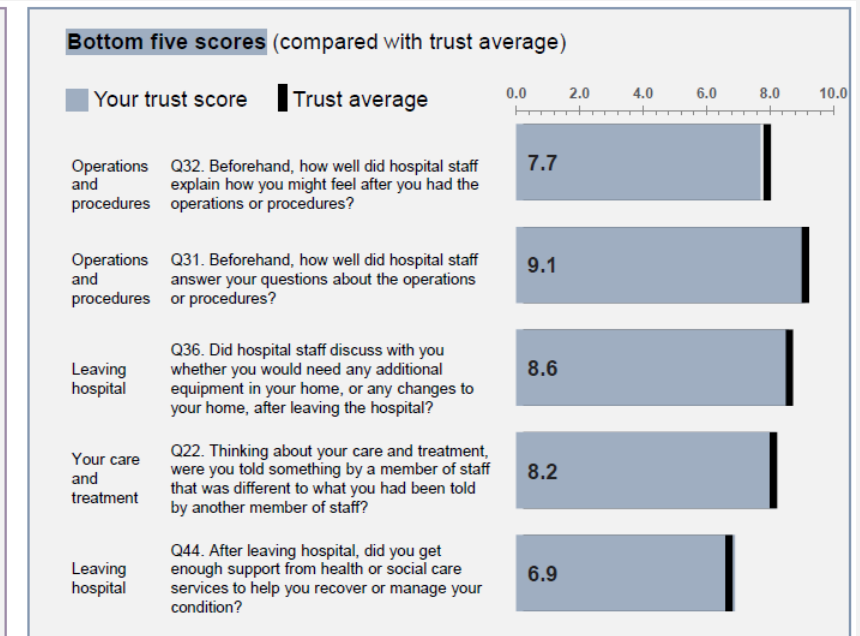 Bottom five scores (compared with trust average)
Your trust score
Trust average
0.0 2.0 4.0 6.0 8.0 10.0
Operations
and
procedures
Q32. Beforehand, how well did hospital staff
explain how you might feel after you had the
operations or procedures?
7.7
Operations
and
procedures
Q31. Beforehand, how well did hospital staff
answer your questions about the operations
or procedures?
9.1
Leaving
hospital
Q36. Did hospital staff discuss with you
whether you would need any additional
equipment in your home, or any changes to
your home, after leaving the hospital?
8.6
Your care
and
treatment
Q22. Thinking about your care and treatment,
were you told something by a member of staff
that was different to what you had been told
by another member of staff?
8.2
Leaving
hospital
Q44. After leaving hospital, did you get
enough support from health or social care
services to help you recover or manage your
condition?
6.9